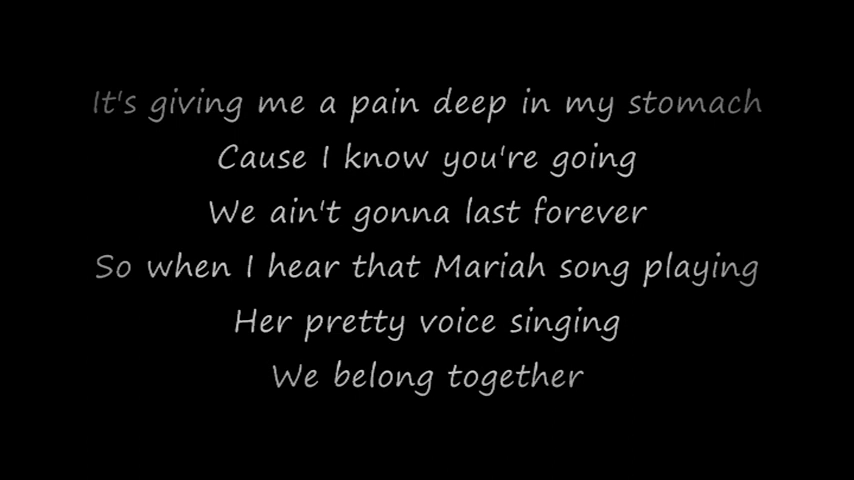 It's giving me a pain deep in my stomach
Cause I know you're going
We ain't gonna last forever
So when I hear that Mariah song playing
Her pretty voice singing
We belong together